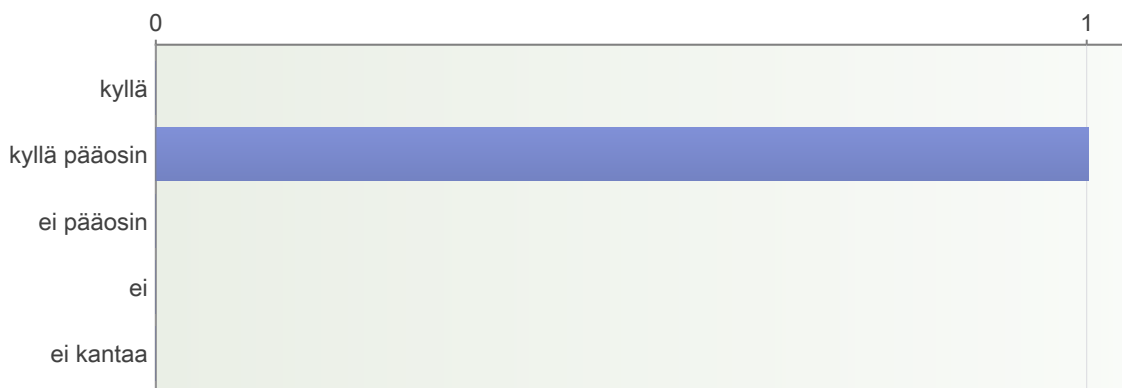 0 1
kyllä
kyllä pääosin
ei pääosin
ei
ei kantaa